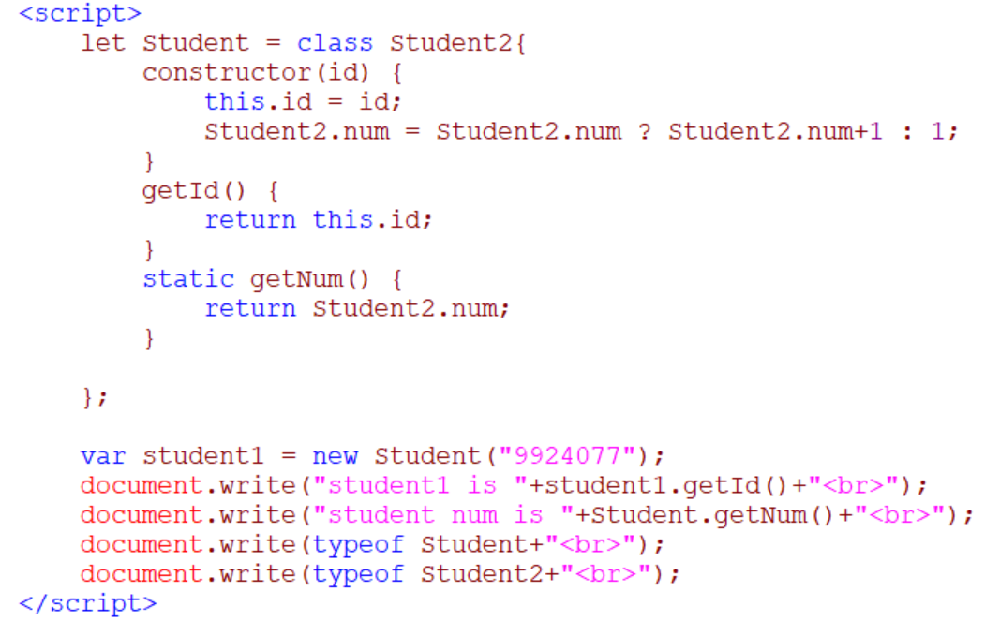 <script>
    let Student = class Student2{
        constructor(id) {
            this.id = id;
            Student2.num = Student2.num ? Student2.num+1 : 1;
        }
        getId() {
            return this.id;
        }
        static getNum() {
            return Student2.num;
        }

    };

    var student1 = new Student("9924077");
    document.write("student1 is "+student1.getId()+"<br>");
    document.write("student num is "+Student.getNum()+"<br>");
    document.write(typeof Student+"<br>");
    document.write(typeof Student2+"<br>");
</script>